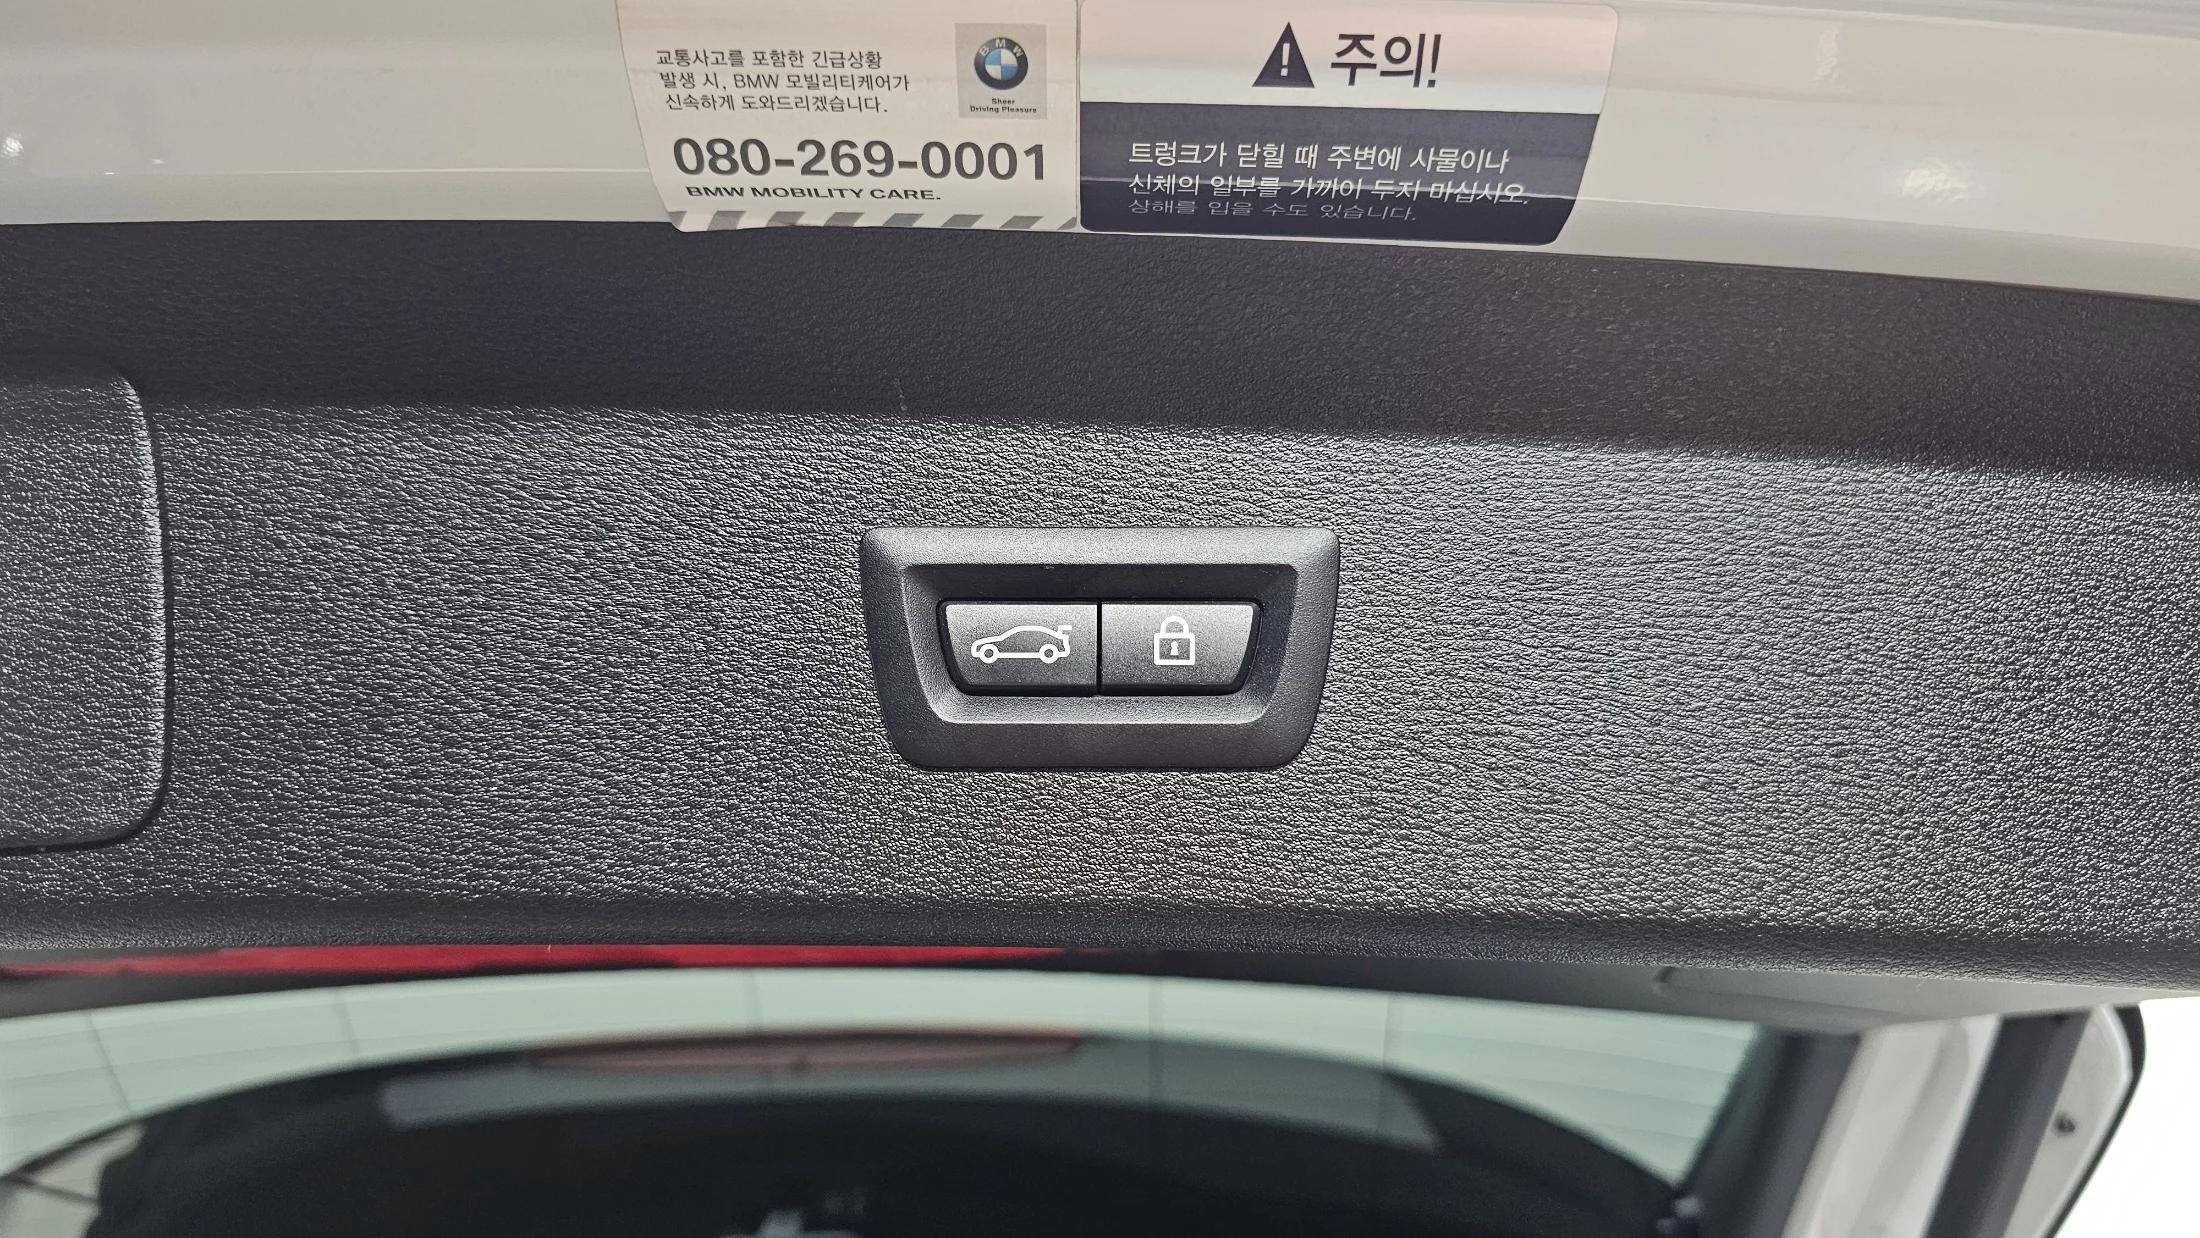 교통사고를 포함한 긴급상황
발생 시, BMW 모빌리티케어가
신속하게 도와드리겠습니다.
BMW
Sheer
Driving Pleasure
080-269-0001
BMW MOBILITY CARE.
주의!
트렁크가 닫힐 때 주변에 사물이나
신체의 일부를 가까이 두지 마십시오.
상해를 입을 수도 있습니다.